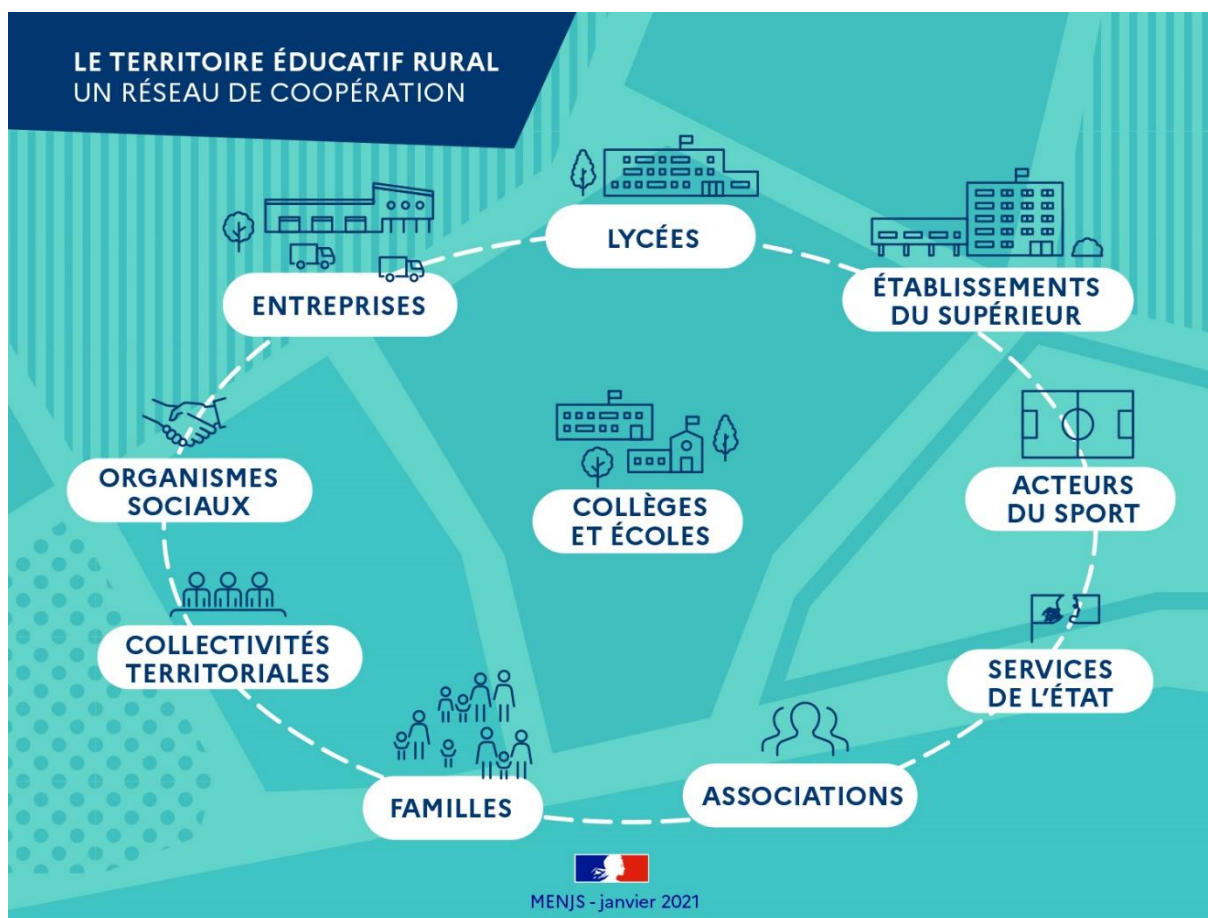 LE TERRITOIRE ÉDUCATIF RURAL
UN RÉSEAU DE COOPÉRATION
LYCÉES
ENTREPRISES
ÉTABLISSEMENTS
DU SUPÉRIEUR
ORGANISMES
SOCIAUX
COLLÈGES
ET ÉCOLES
ACTEURS
DU SPORT
COLLECTIVITÉS
TERRITORIALES
SERVICES
DE L'ÉTAT
FAMILLES
ASSOCIATIONS
MENJS - janvier 2021